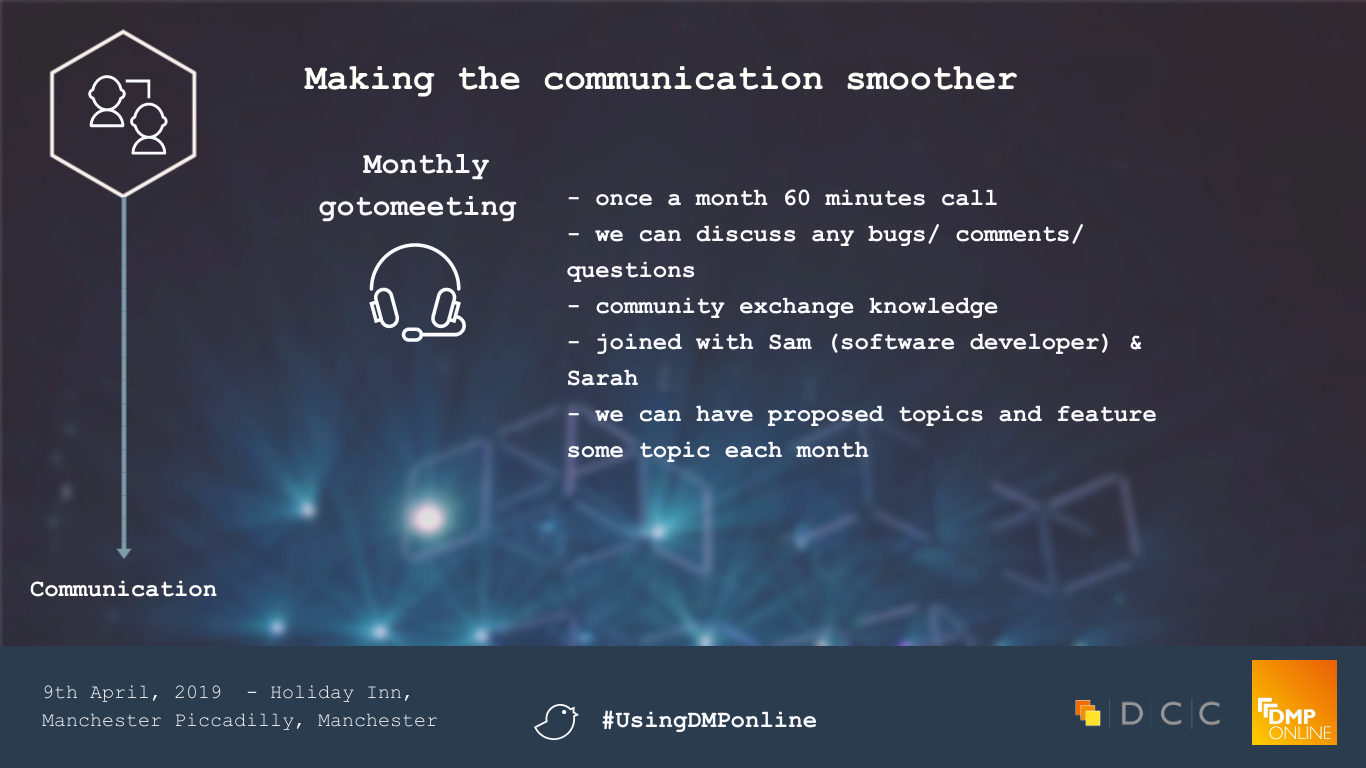 Making the communication smoother
Monthly
gotomeeting
- once a month 60 minutes call
- we can discuss any bugs/ comments/
questions
- community exchange knowledge
- joined with Sam (software developer) &
Sarah
- we can have proposed topics and feature
some topic each month
Communication
9th April, 2019 - Holiday Inn,
Manchester Piccadilly, Manchester
#UsingDMPonline
DCC
DMP
ONLINE